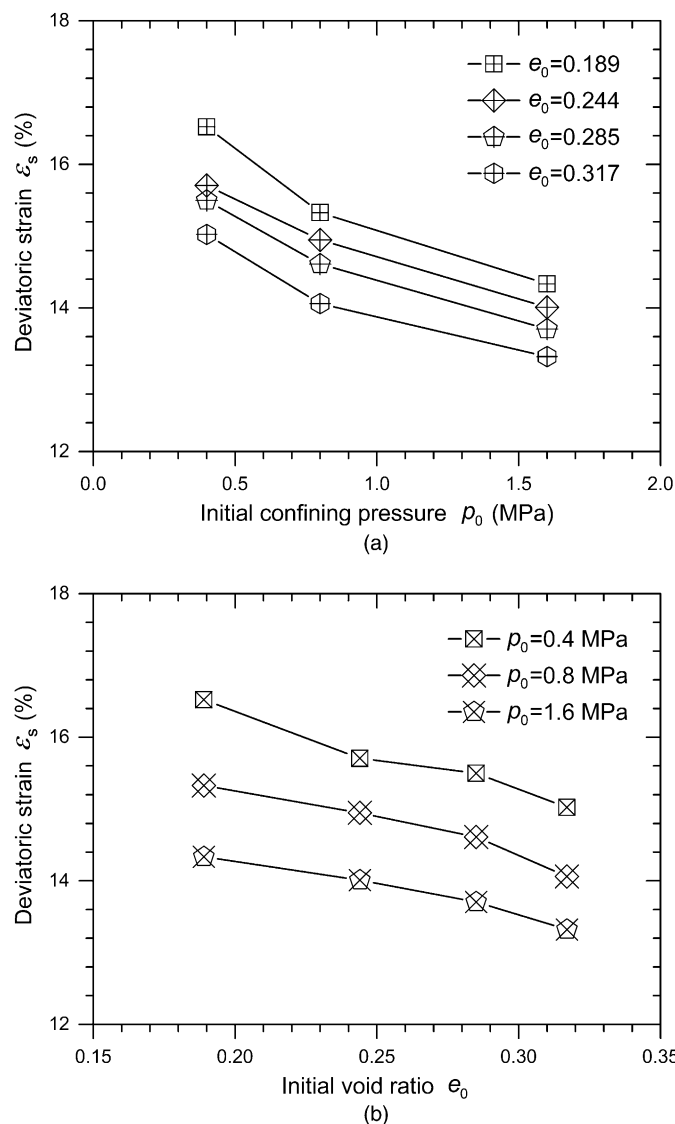 18
16
14
12
Deviatoric strain εs (%)
e0=0.189
e0=0.244
e0=0.285
e0=0.317
0.0 0.5 1.0 1.5 2.0
Initial confining pressure p0 (MPa)
(a)
18
16
14
12
Deviatoric strain εs (%)
p0=0.4 MPa
p0=0.8 MPa
p0=1.6 MPa
0.15 0.20 0.25 0.30 0.35
Initial void ratio e0
(b)